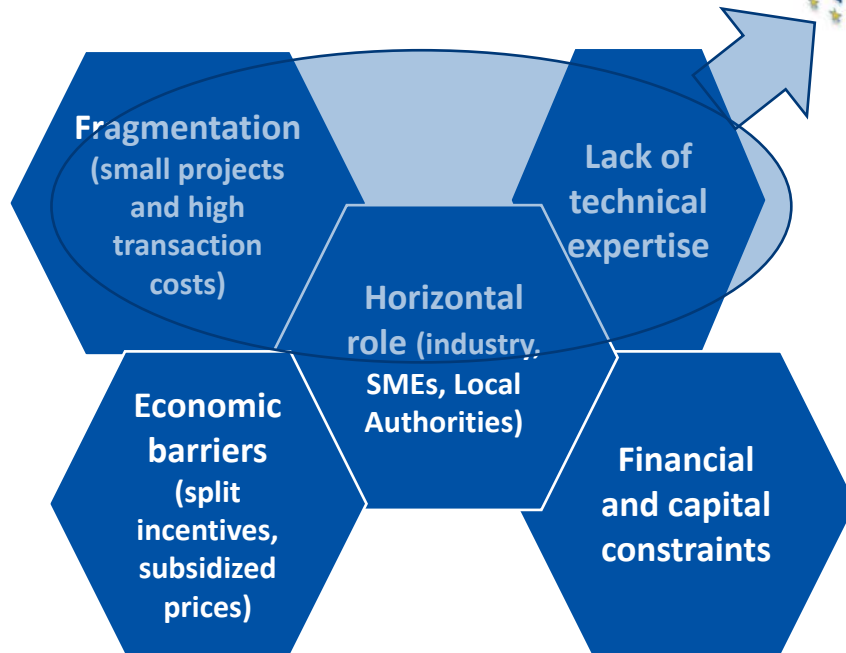 Fragmentation
(small projects
and high
transaction
costs)
Lack of
technical
expertise
Horizontal
role (industry,
SMEs, Local
Authorities)
Economic
barriers
(split
incentives,
subsidized
prices)
Financial
and capital
constraints